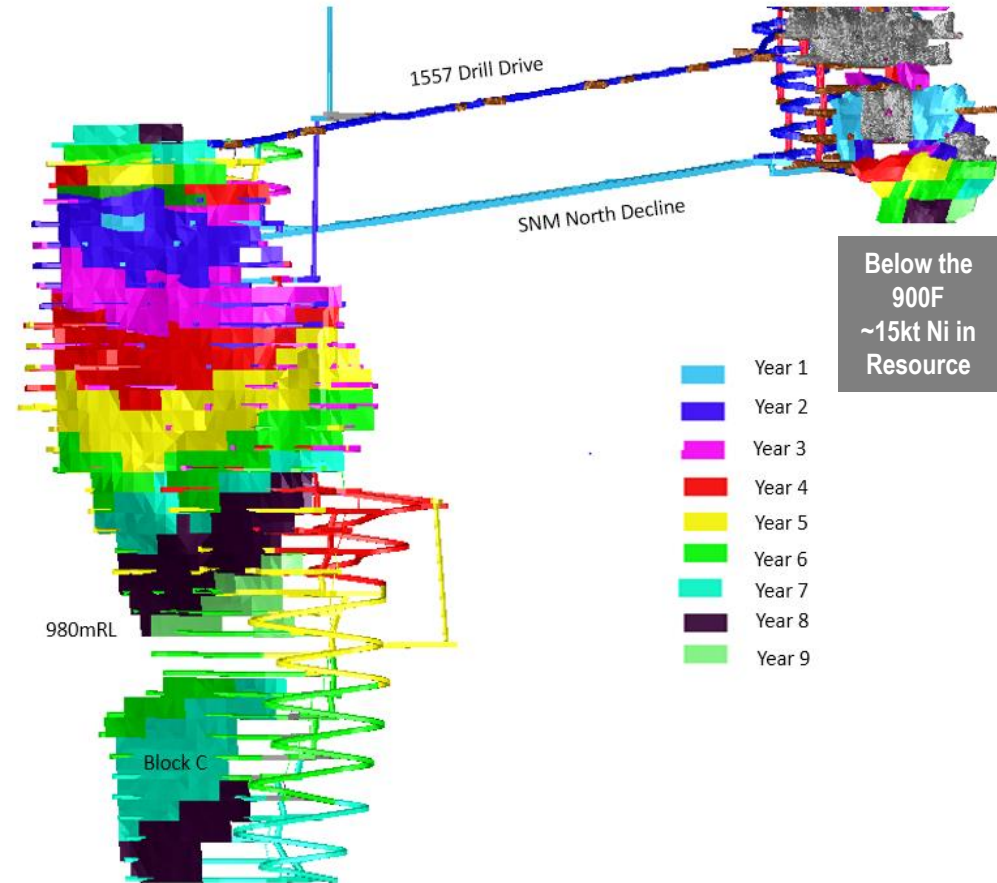 1557 Drill Drive
SNM North Decline
Below the
900F
~15kt Ni in
Resource
Year 1
Year 2
Year 3
Year 4
Year 5
Year 6
Year 7
Year 8
Year 9
980mRL
Block C